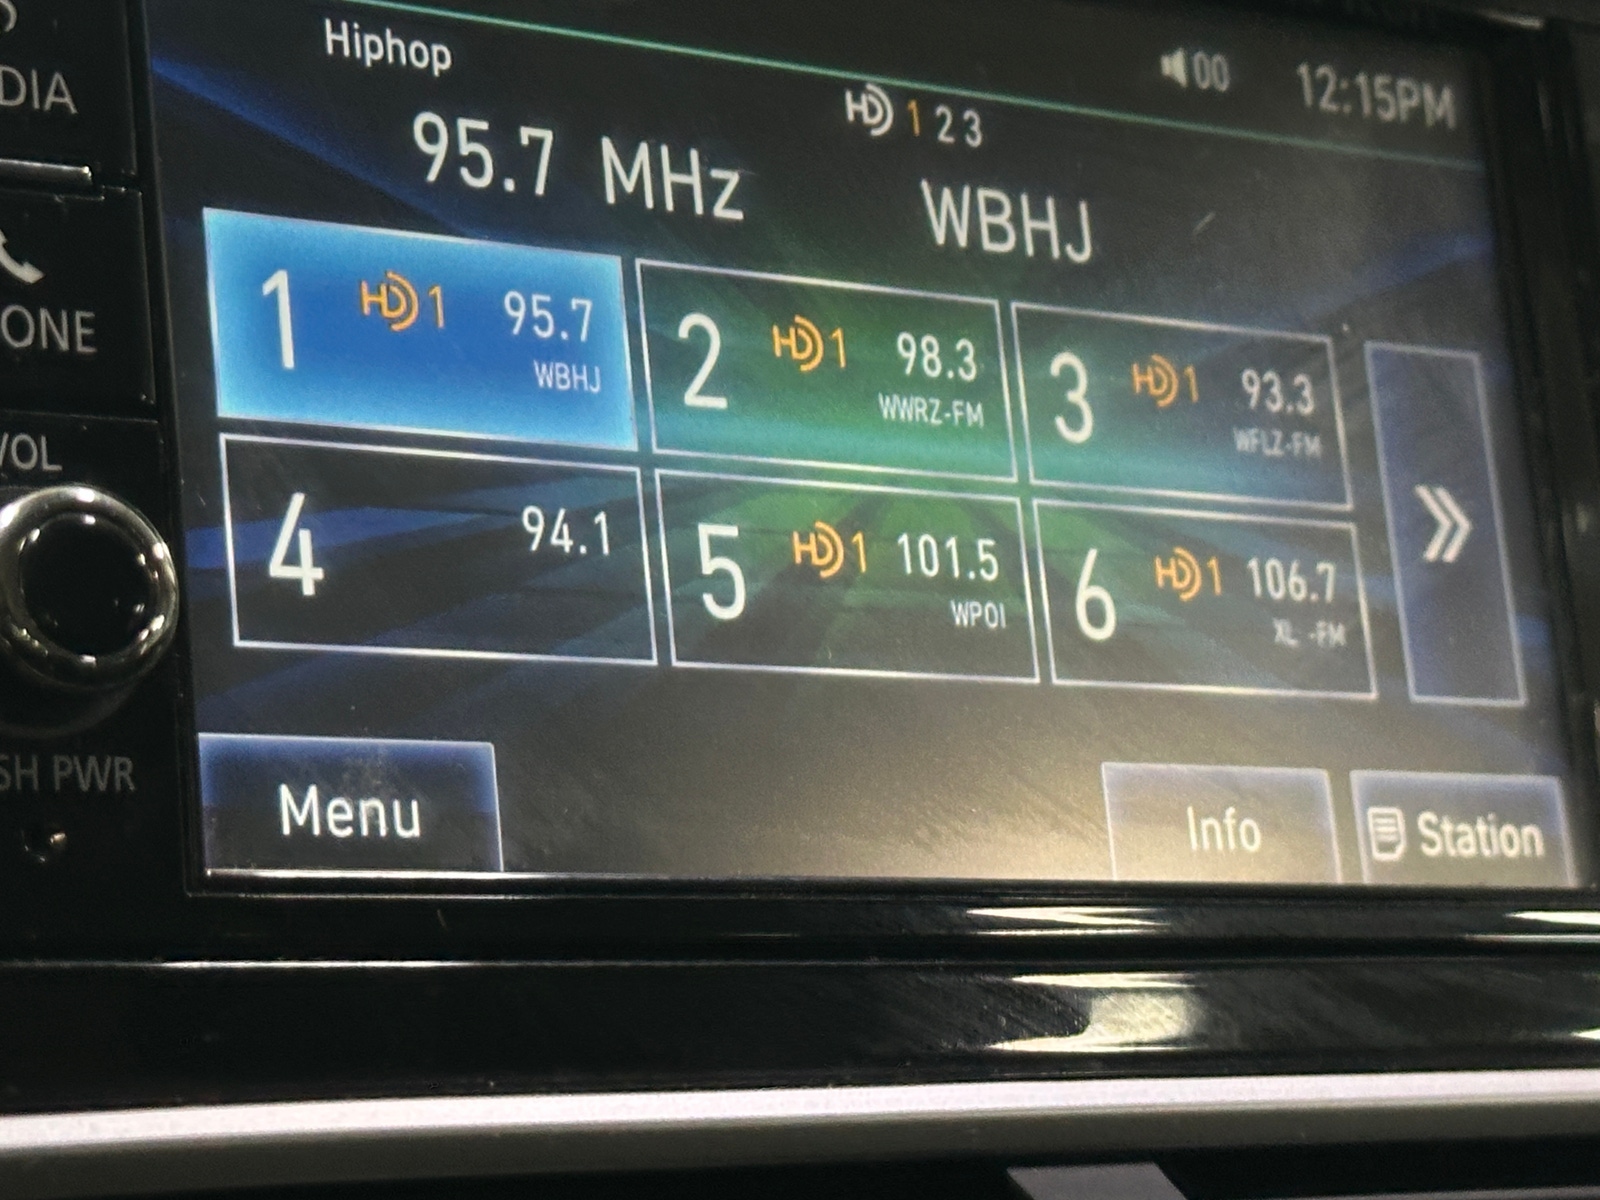 DIA
ONE
VOL
SH PWR
Hiphop
00 12:15PM
HD 1 2 3
95.7 MHz WBHJ
1 HD 1 95.7
WBHJ
2 HD 1 98.3
WWRZ-FM
3 HD 1 93.3
WFLZ-FM
4 94.1
5 HD 1 101.5
WPOI
6 HD 1 106.7
XL -FM
Menu Info Station